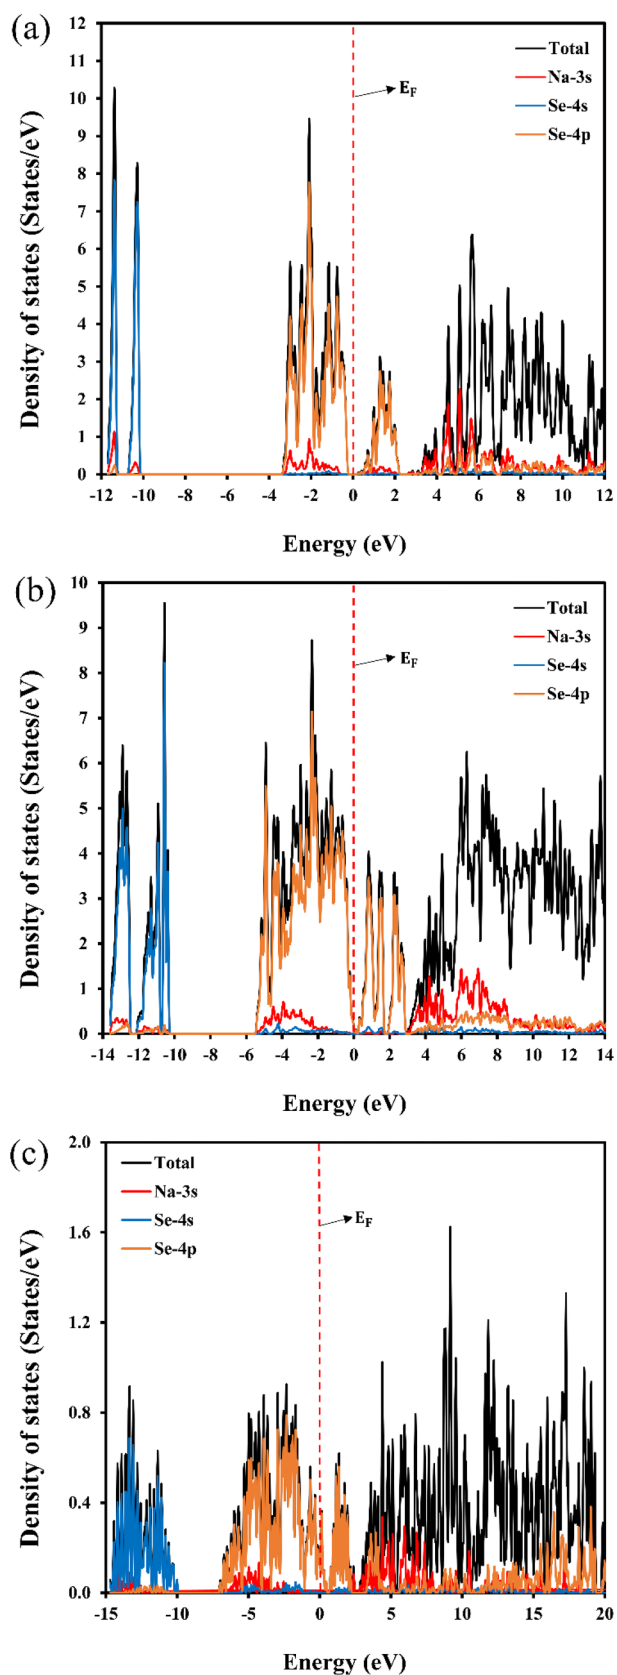 (a)
12
11
10
9
8
7
6
5
4
3
2
1
0
Density of states (States/eV)
E_F
Total
Na-3s
Se-4s
Se-4p
-12 -10 -8 -6 -4 -2 0 2 4 6 8 10 12
Energy (eV)
(b)
10
9
8
7
6
5
4
3
2
1
0
Density of states (States/eV)
E_F
Total
Na-3s
Se-4s
Se-4p
-14 -12 -10 -8 -6 -4 -2 0 2 4 6 8 10 12 14
Energy (eV)
(c)
2.0
1.6
1.2
0.8
0.4
0.0
Density of states (States/eV)
Total
Na-3s
Se-4s
Se-4p
E_F
-15 -10 -5 0 5 10 15 20
Energy (eV)